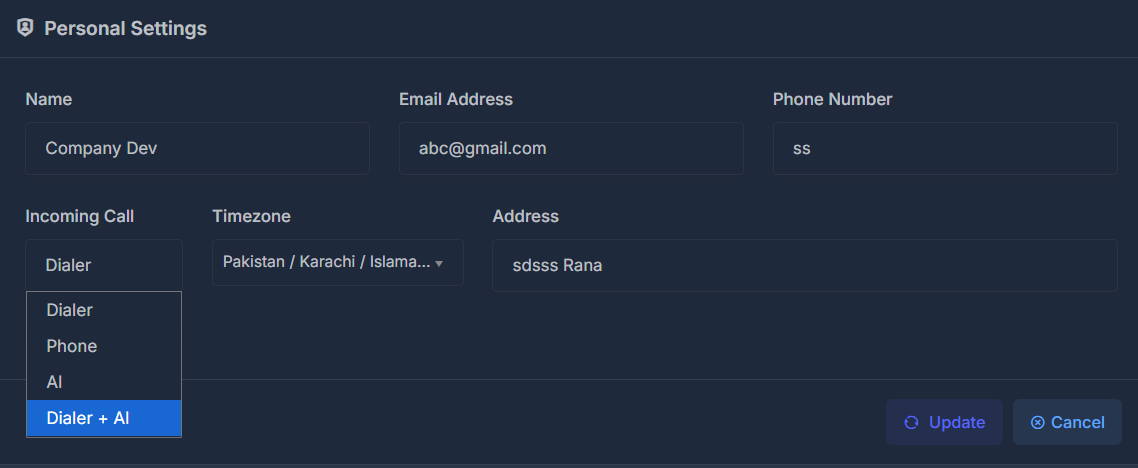 Personal Settings
Name
Email Address
Phone Number
Company Dev
abc@gmail.com
ss
Incoming Call
Timezone
Address
Dialer
Pakistan / Karachi / Islama...
sdsss Rana
Dialer
Phone
AI
Dialer + AI
Update
Cancel